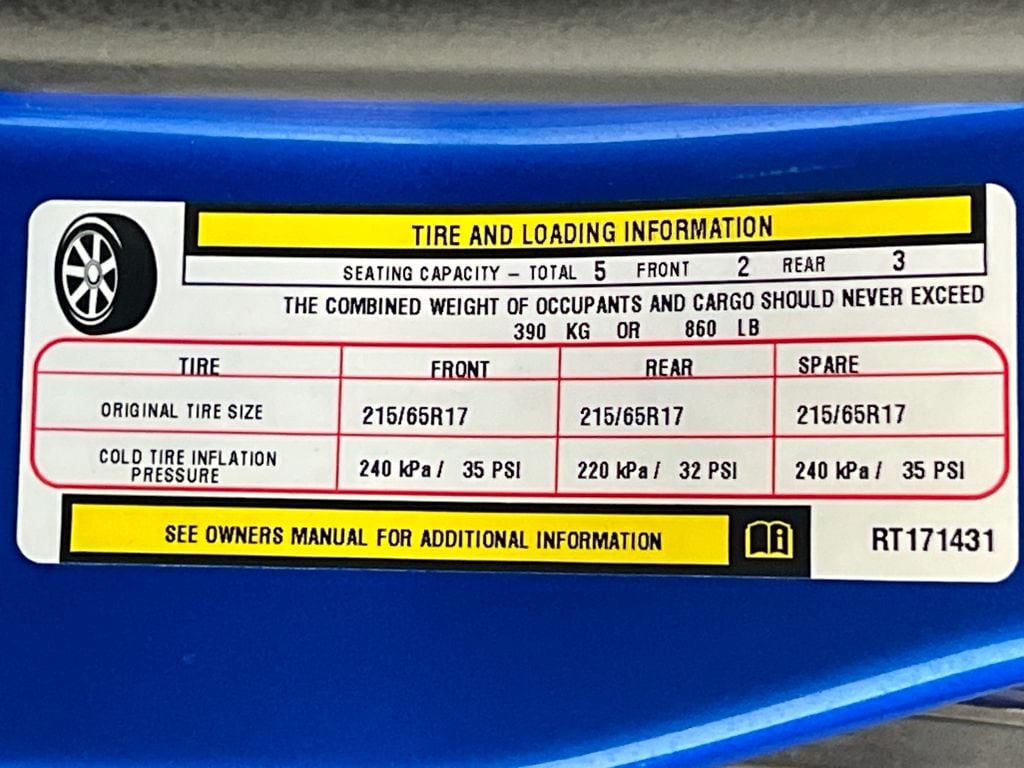 TIRE AND LOADING INFORMATION
SEATING CAPACITY – TOTAL 5 FRONT 2 REAR 3
THE COMBINED WEIGHT OF OCCUPANTS AND CARGO SHOULD NEVER EXCEED
390 KG OR 860 LB
TIRE FRONT REAR SPARE
ORIGINAL TIRE SIZE 215/65R17 215/65R17 215/65R17
COLD TIRE INFLATION
PRESSURE 240 kPa / 35 PSI 220 kPa / 32 PSI 240 kPa / 35 PSI
SEE OWNERS MANUAL FOR ADDITIONAL INFORMATION
RT171431